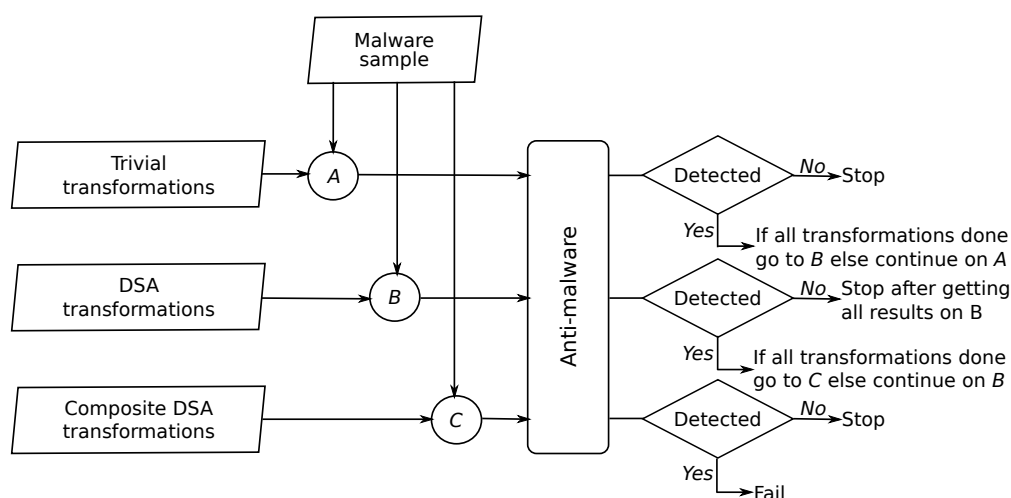 Malware
sample
Trivial
transformations
A
Detected
No
Stop
Yes
If all transformations done
go to B else continue on A
DSA
transformations
B
Anti-malware
Detected
No
Stop after getting
all results on B
Yes
If all transformations done
go to C else continue on B
Composite DSA
transformations
C
Detected
No
Stop
Yes
Fail